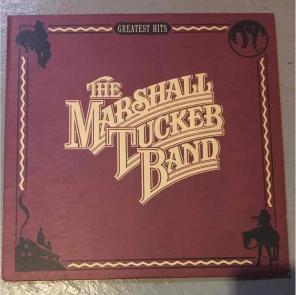 GREATEST HITS
THE
MARSHALL
TUCKER
BAND